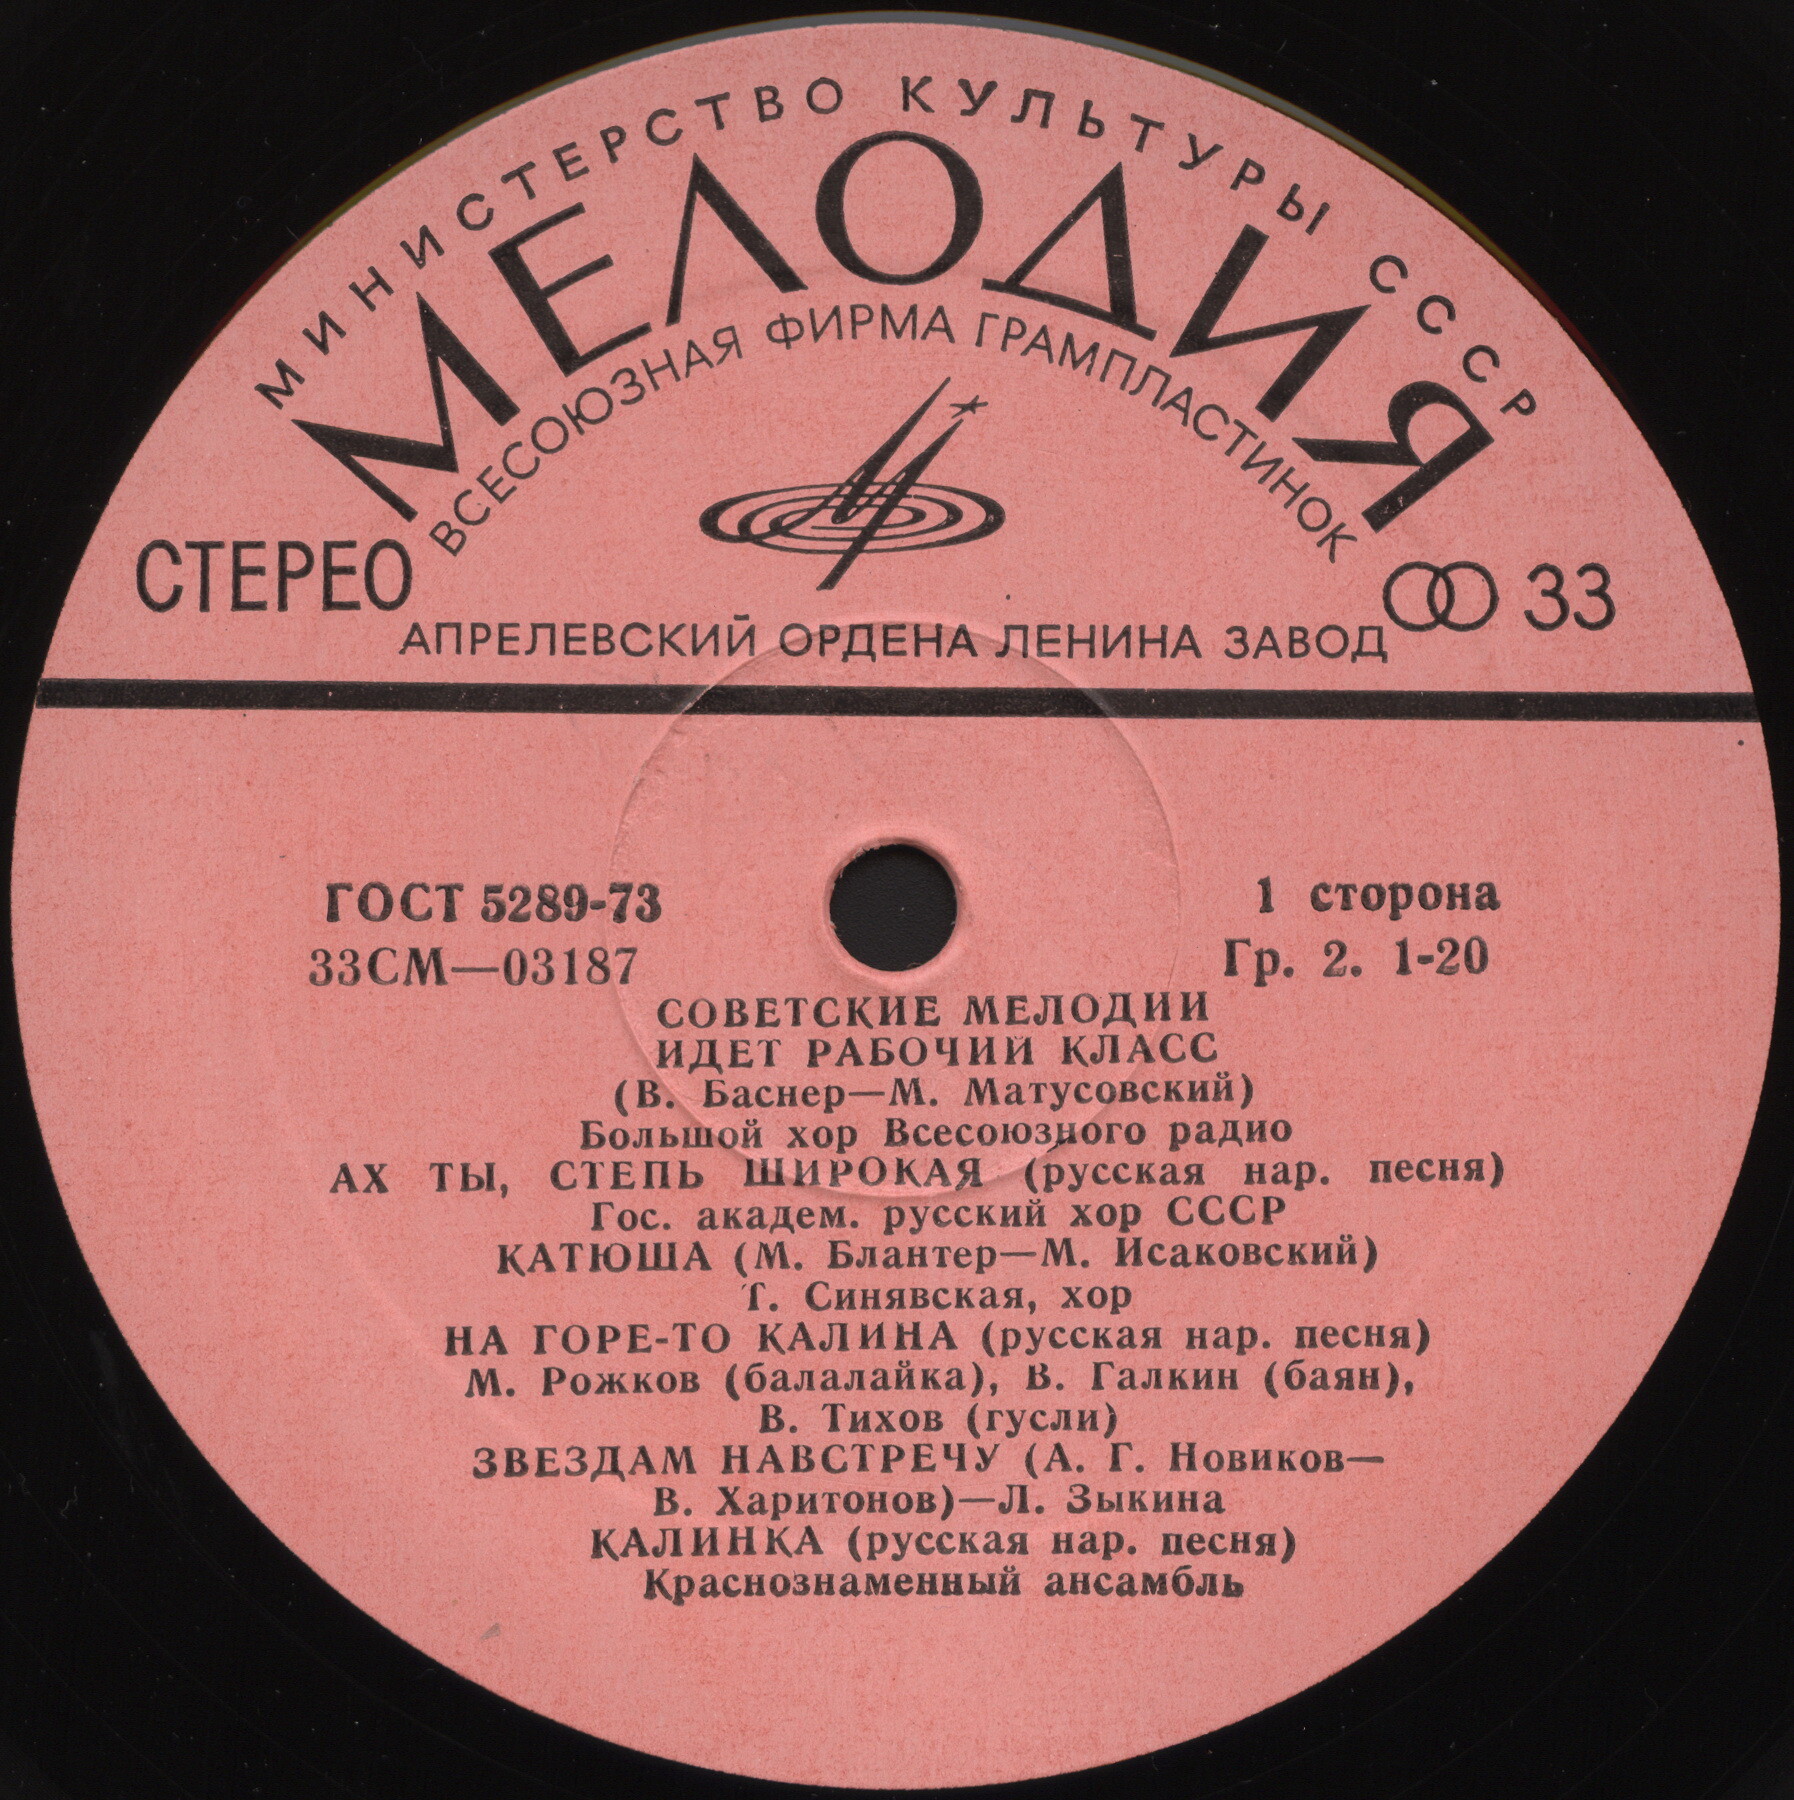 МИНИСТЕРСТВО КУЛЬТУРЫ СССР
МЕЛОДИЯ
ВСЕСОЮЗНАЯ ФИРМА ГРАМПЛАСТИНОК
СТЕРЕО
33
АПРЕЛЕВСКИЙ ОРДЕНА ЛЕНИНА ЗАВОД
ГОСТ 5289-73
1 сторона
33СМ—03187
Гр. 2. 1-20
СОВЕТСКИЕ МЕЛОДИИ
ИДЕТ РАБОЧИЙ КЛАСС
(В. Баснер—М. Матусовский)
Большой хор Всесоюзного радио
АХ ТЫ, СТЕПЬ ШИРОКАЯ (русская нар. песня)
Гос. академ. русский хор СССР
КАТЮША (М. Блантер—М. Исаковский)
Т. Синявская, хор
НА ГОРЕ-ТО КАЛИНА (русская нар. песня)
М. Рожков (балалайка), В. Галкин (баян),
В. Тихов (гусли)
ЗВЕЗДАМ НАВСТРЕЧУ (А. Г. Новиков—
В. Харитонов)—Л. Зыкина
КАЛИНКА (русская нар. песня)
Краснознаменный ансамбль